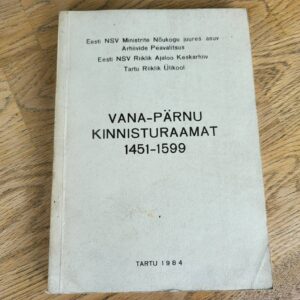 Eesti NSV Ministrite Nõukogu juures asuv
Arhiivide Peavalitsus
Eesti NSV Riiklik Ajaloo Keskarhiiv
Tartu Riiklik Ülikool
VANA-PÄRNU
KINNISTURAAMAT
1451-1599
TARTU 1984